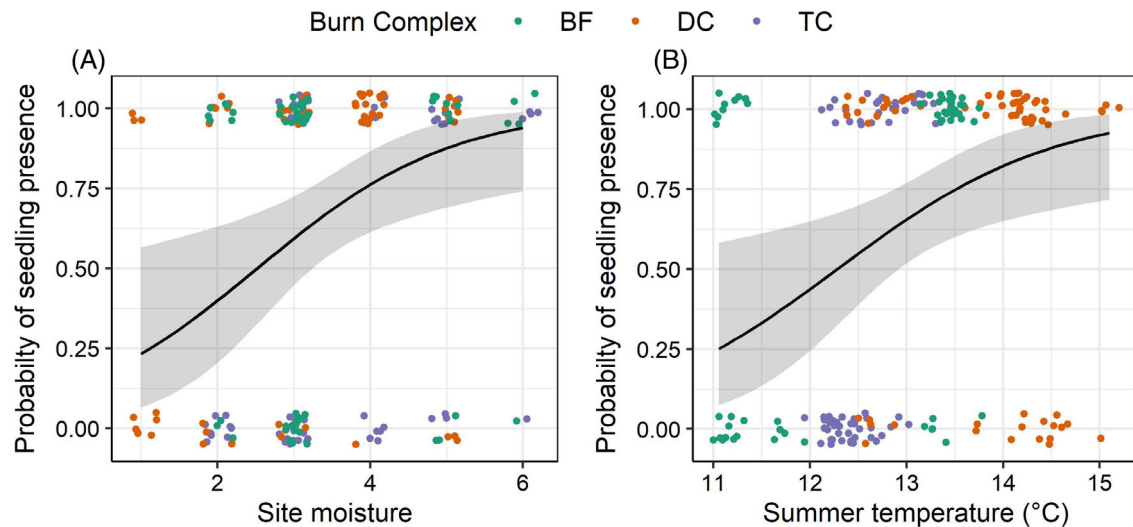 Burn Complex BF DC TC
(A)
Probabilty of seedling presence
1.00
0.75
0.50
0.25
0.00
2 4 6
Site moisture
(B)
Probability of seedling presence
1.00
0.75
0.50
0.25
0.00
11 12 13 14 15
Summer temperature (°C)